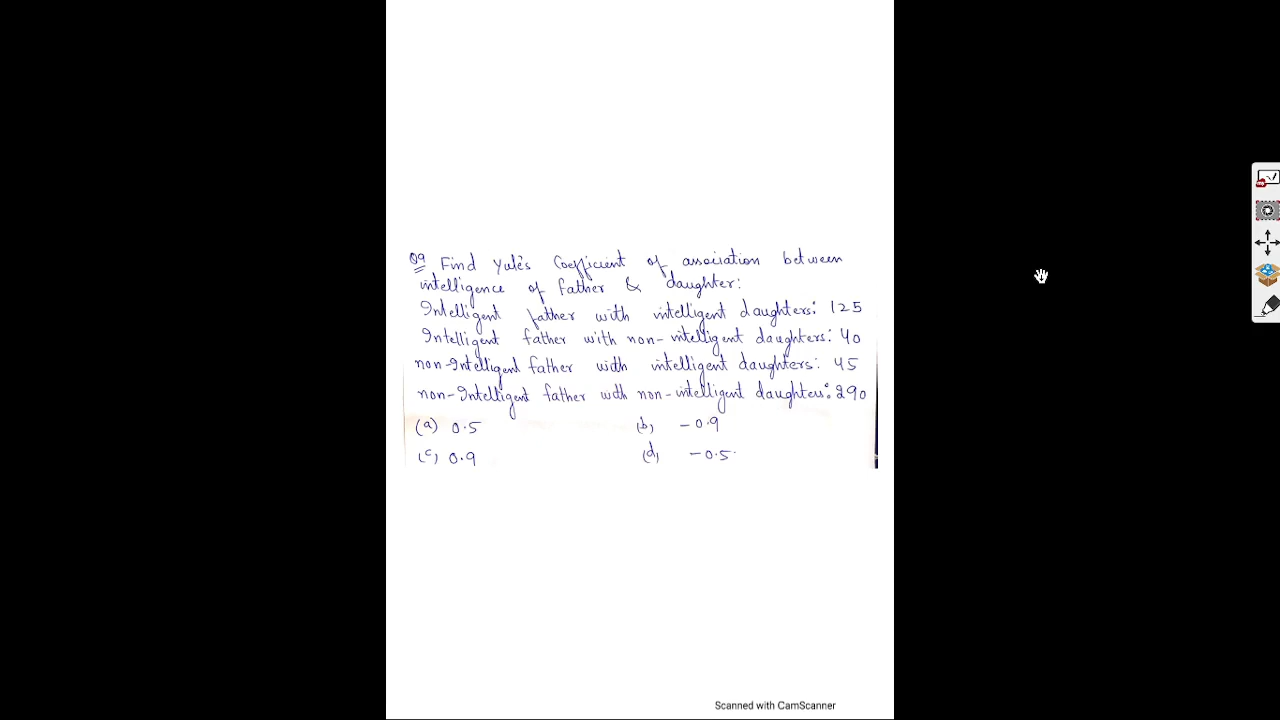 Q9 Find Yule's Coefficient of association between
intelligence of father & daughter:
Intelligent father with intelligent daughters: 125
Intelligent father with non-intelligent daughters: 40
non-Intelligent father with intelligent daughters: 45
non-Intelligent father with non-intelligent daughters: 290
(a) 0.5 (b) -0.9
(c) 0.9 (d) -0.5
Scanned with CamScanner